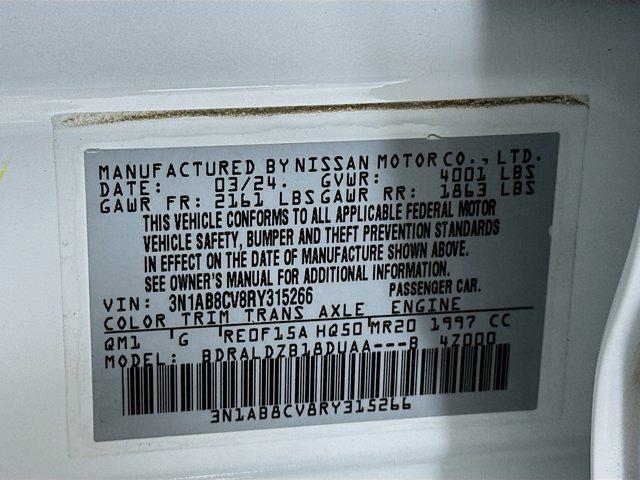 MANUFACTURED BY NISSAN MOTOR CO., LTD.
DATE: 03/24. GVWR: 4001 LBS
GAWR FR: 2161 LBS GAWR RR: 1863 LBS
THIS VEHICLE CONFORMS TO ALL APPLICABLE FEDERAL MOTOR
VEHICLE SAFETY, BUMPER AND THEFT PREVENTION STANDARDS
IN EFFECT ON THE DATE OF MANUFACTURE SHOWN ABOVE.
SEE OWNER'S MANUAL FOR ADDITIONAL INFORMATION.
VIN: 3N1AB8CV8RY315266 PASSENGER CAR.
COLOR TRIM TRANS AXLE ENGINE
QM1 G RE0F15A HQ50 MR20 1997 CC
MODEL: BDRALDZB18DUAA---B 4Z000
3N1AB8CV8RY315266